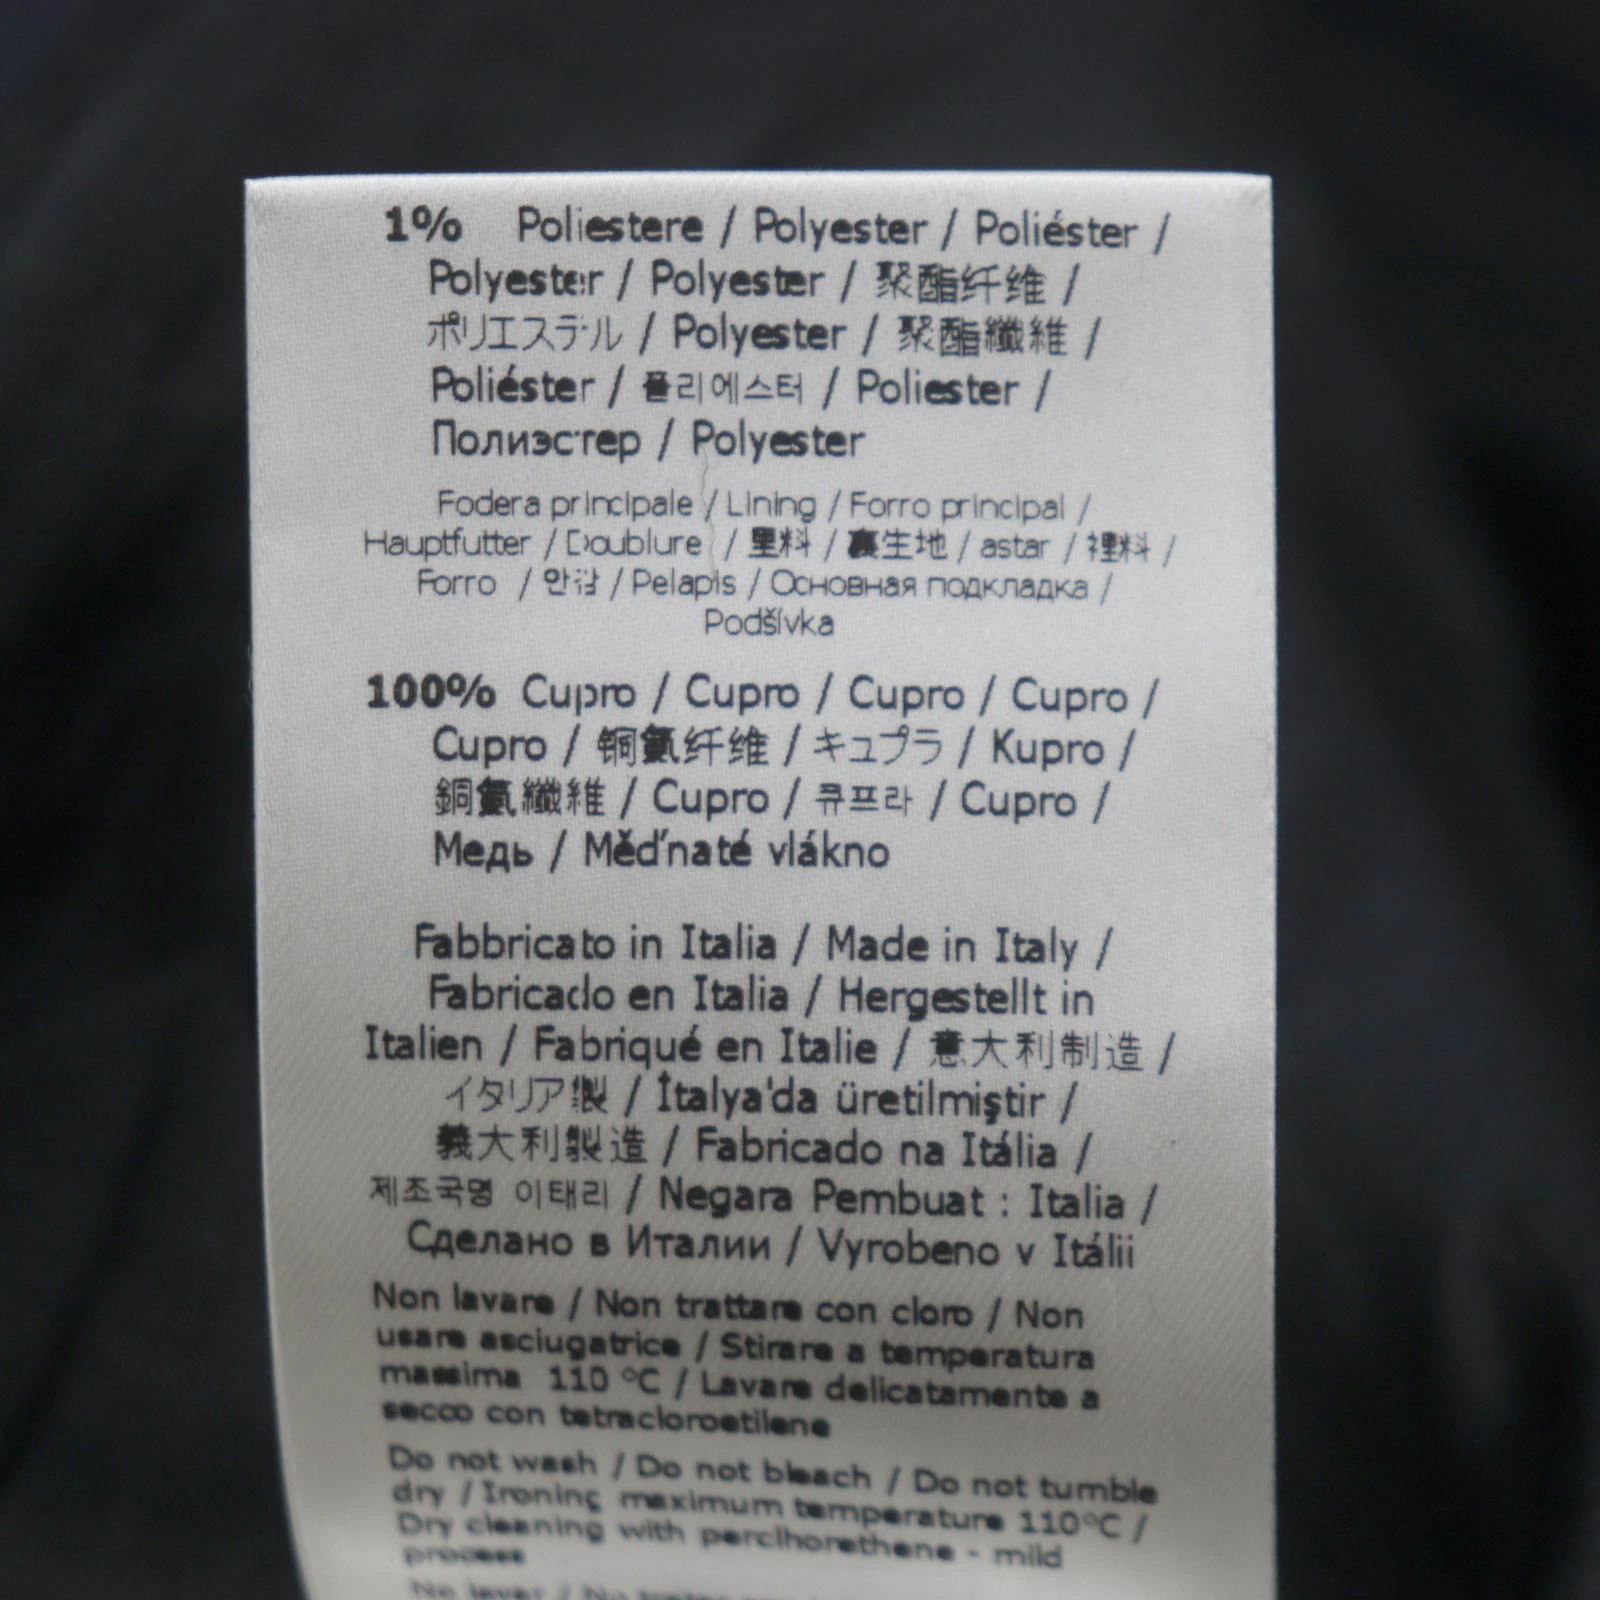 1% Poliestere / Polyester / Poliéster /
Polyester / Polyester / 聚酯纤维 /
ポリエステル / Polyester / 聚酯纖維 /
Poliéster / 폴리에스터 / Poliester /
Полиэстер / Polyester
Fodera principale / Lining / Forro principal /
Hauptfutter / Doublure / 里料 / 裏生地 / astar / 裡料 /
Forro / 안감 / Pelapis / Основная подкладка /
Podšívka
100% Cupro / Cupro / Cupro / Cupro /
Cupro / 铜氨纤维 / キュプラ / Kupro /
銅氨纖維 / Cupro / 큐프라 / Cupro /
Медь / Měďnaté vlákno
Fabbricato in Italia / Made in Italy /
Fabricado en Italia / Hergestellt in
Italien / Fabriqué en Italie / 意大利制造 /
イタリア製 / İtalya'da üretilmiştir /
義大利製造 / Fabricado na Itália /
제조국명 이태리 / Negara Pembuat : Italia /
Сделано в Италии / Vyrobeno v Itálii
Non lavare / Non trattare con cloro / Non
usare asciugatrice / Stirare a temperatura
massima 110 °C / Lavare delicatamente a
secco con tetracloroetilene
Do not wash / Do not bleach / Do not tumble
dry / Ironing maximum temperature 110°C /
Dry cleaning with perclhorethene - mild
process
No lavar / No